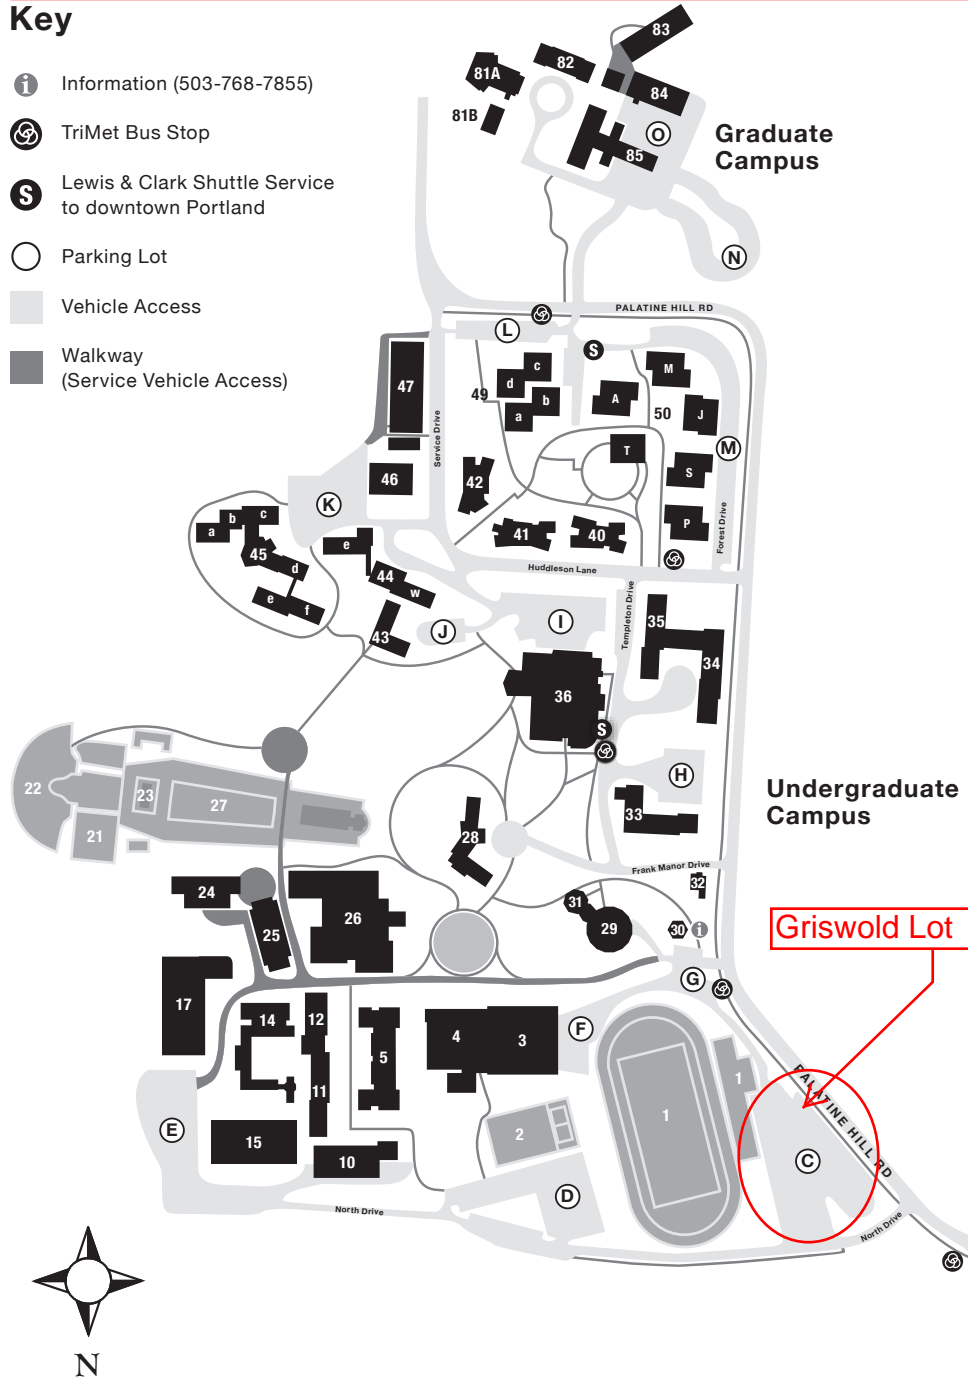 Key
Information (503-768-7855)
TriMet Bus Stop
S
Lewis & Clark Shuttle Service
to downtown Portland
Parking Lot
Vehicle Access
Walkway
(Service Vehicle Access)
83
82
81A
84
81B
O
85
Graduate
Campus
N
PALATINE HILL RD
L
S
c
M
47
d
49
b
A
50
J
a
M
T
Service Drive
46
42
S
K
c
b
a
P
41
40
Forest Drive
e
45
d
44
Huddleson Lane
w
e
f
43
J
I
Templeton Drive
35
34
36
S
22
23
27
21
H
Undergraduate
Campus
33
28
Frank Manor Drive
24
32
31
26
25
29
30
i
Griswold Lot
G
17
14
12
4
3
F
5
1
1
PALATINE HILL RD
11
E
15
2
10
C
D
North Drive
North Drive
N